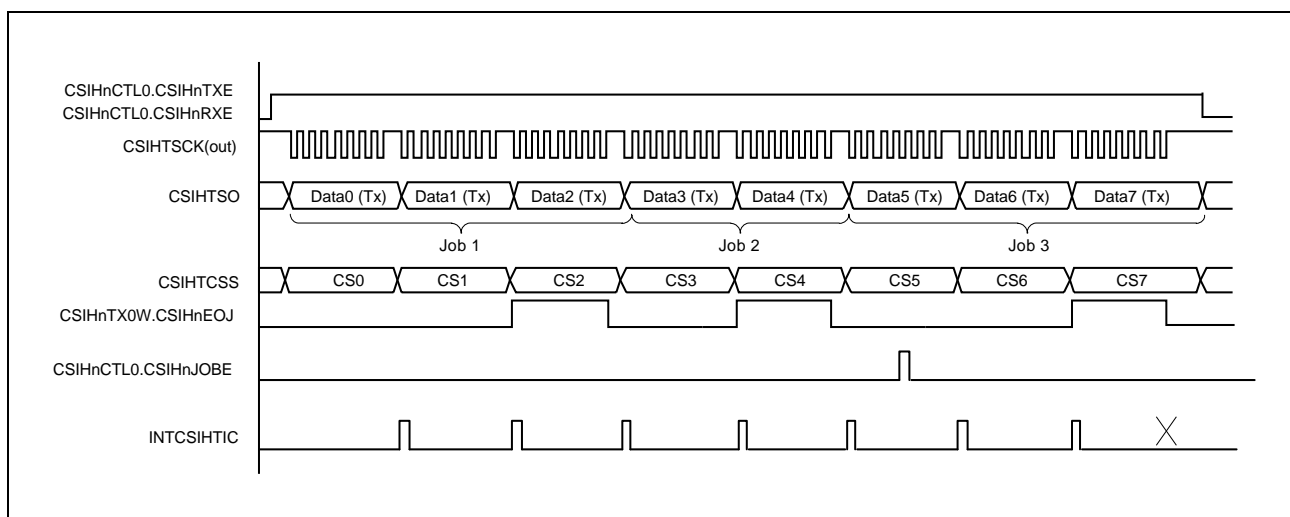 CSIHnCTL0.CSIHnTXE
CSIHnCTL0.CSIHnRXE
CSIHTSCK(out)
CSIHTSO
Data0 (Tx) Data1 (Tx) Data2 (Tx) Data3 (Tx) Data4 (Tx) Data5 (Tx) Data6 (Tx) Data7 (Tx)
Job 1 Job 2 Job 3
CSIHTCSS
CS0 CS1 CS2 CS3 CS4 CS5 CS6 CS7
CSIHnTX0W.CSIHnEOJ
CSIHnCTL0.CSIHnJOBE
INTCSIHTIC